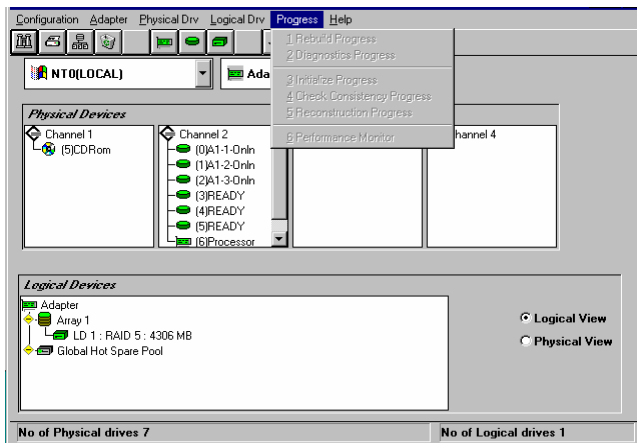 Configuration Adapter Physical Drv Logical Drv Progress Help
1 Rebuild Progress
2 Diagnostics Progress
3 Initialize Progress
4 Check Consistency Progress
5 Reconstruction Progress
6 Performance Monitor
NT0(LOCAL)
Ada
Physical Devices
Channel 1
(5)CDRom
Channel 2
(0)A1-1-Onln
(1)A1-2-Onln
(2)A1-3-Onln
(3)READY
(4)READY
(5)READY
(6)Processor
hannel 4
Logical Devices
Adapter
Array 1
LD 1 : RAID 5 : 4306 MB
Global Hot Spare Pool
Logical View
Physical View
No of Physical drives 7
No of Logical drives 1